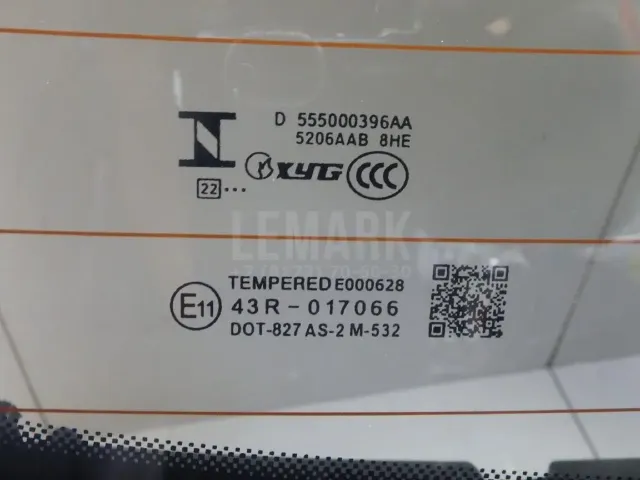 D 555000396AA
5206AAB 8HE
XYG CCC
22 ...
LEMARK
TEMPERED E000628
E11 43R - 017066
DOT-827 AS-2 M-532